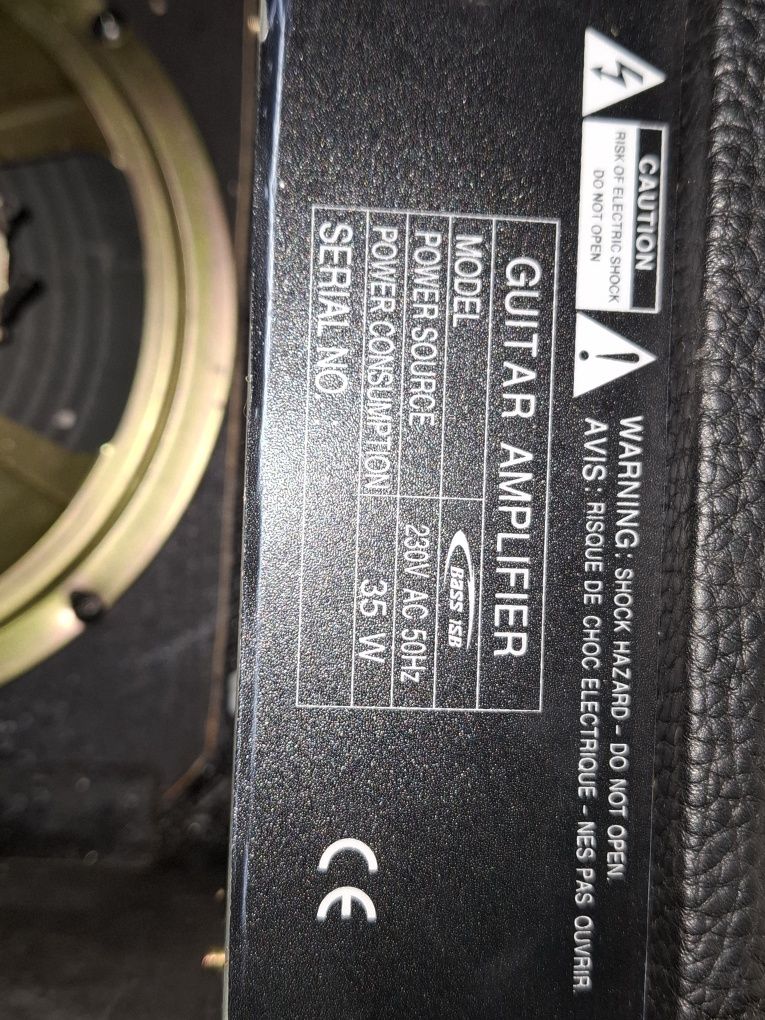 CAUTION
RISK OF ELECTRIC SHOCK
DO NOT OPEN
WARNING: SHOCK HAZARD - DO NOT OPEN.
AVIS: RISQUE DE CHOC ELECTRIQUE - NES PAS OUVRIR.
GUITAR AMPLIFIER
MODEL Bass 15B
POWER SOURCE 230V AC 50Hz
POWER CONSUMPTION 35 W
SERIAL NO.
CE